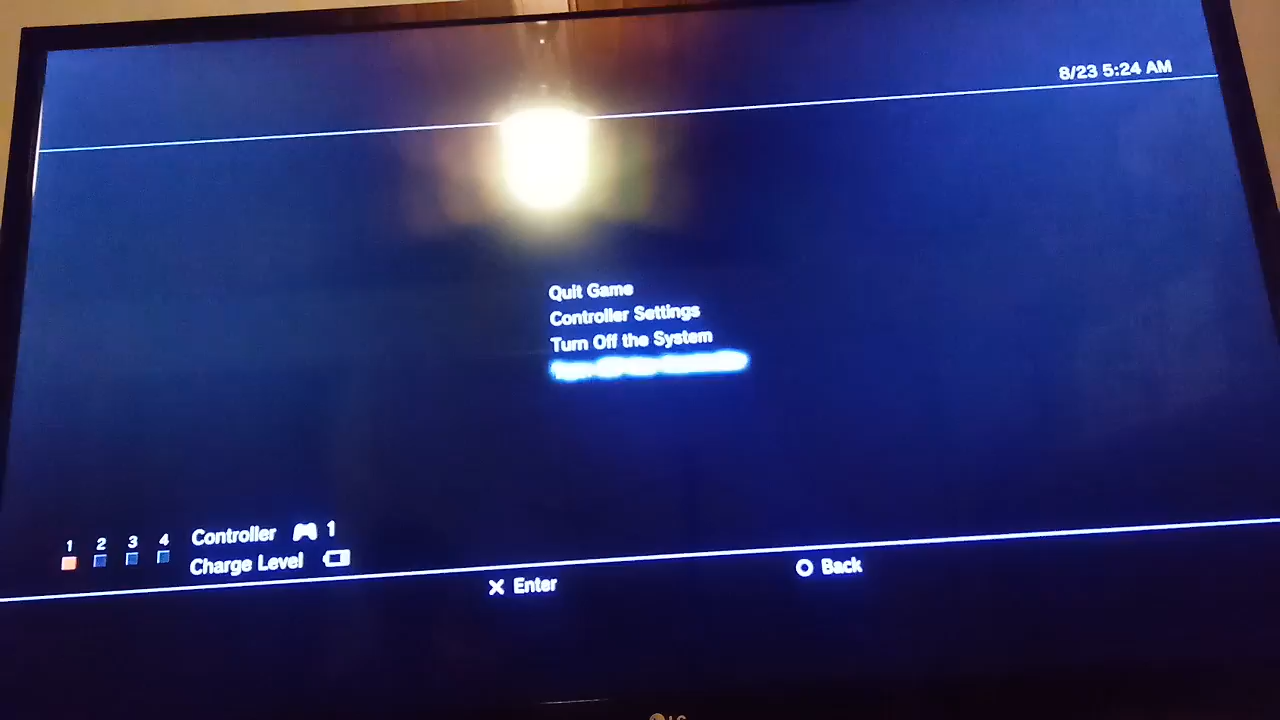 8/23 5:24 AM
Quit Game
Controller Settings
Turn Off the System
1 2 3 4
Controller 1
Charge Level
Enter
Back
LG